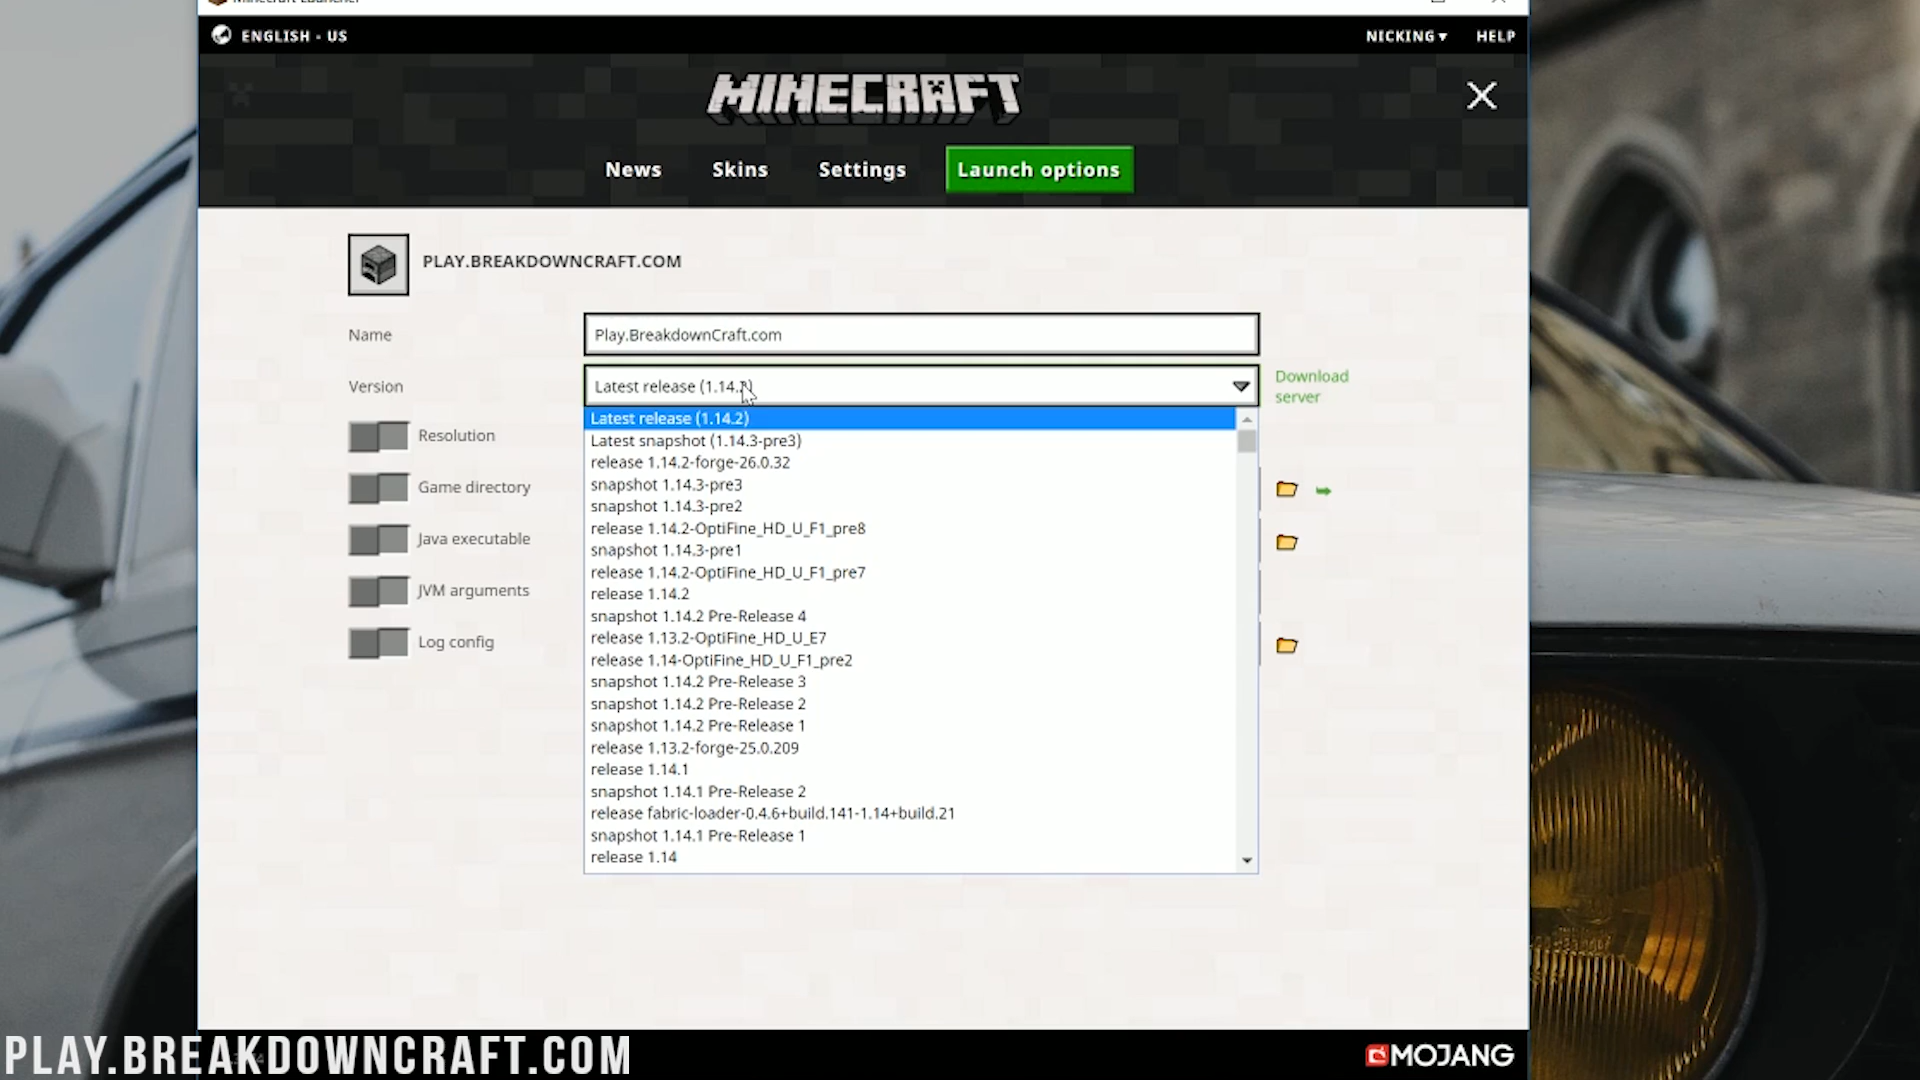 Minecraft Launcher
ENGLISH - US
NICKING▾ HELP
MINECRAFT
News Skins Settings Launch options
PLAY.BREAKDOWNCRAFT.COM
Name
Play.BreakdownCraft.com
Version
Latest release (1.14.2)
Download
server
Latest release (1.14.2)
Latest snapshot (1.14.3-pre3)
release 1.14.2-forge-26.0.32
snapshot 1.14.3-pre3
snapshot 1.14.3-pre2
release 1.14.2-OptiFine_HD_U_F1_pre8
snapshot 1.14.3-pre1
release 1.14.2-OptiFine_HD_U_F1_pre7
release 1.14.2
snapshot 1.14.2 Pre-Release 4
release 1.13.2-OptiFine_HD_U_E7
release 1.14-OptiFine_HD_U_F1_pre2
snapshot 1.14.2 Pre-Release 3
snapshot 1.14.2 Pre-Release 2
snapshot 1.14.2 Pre-Release 1
release 1.13.2-forge-25.0.209
release 1.14.1
snapshot 1.14.1 Pre-Release 2
release fabric-loader-0.4.6+build.141-1.14+build.21
snapshot 1.14.1 Pre-Release 1
release 1.14
Resolution
Game directory
Java executable
JVM arguments
Log config
PLAY.BREAKDOWNCRAFT.COM
MOJANG